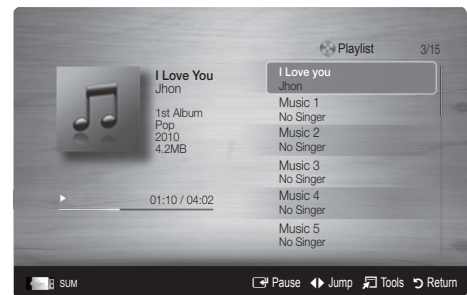 Playlist 3/15
I Love You
Jhon
1st Album
Pop
2010
4.2MB
01:10 / 04:02
I Love you
Jhon
Music 1
No Singer
Music 2
No Singer
Music 3
No Singer
Music 4
No Singer
Music 5
No Singer
SUM Pause Jump Tools Return